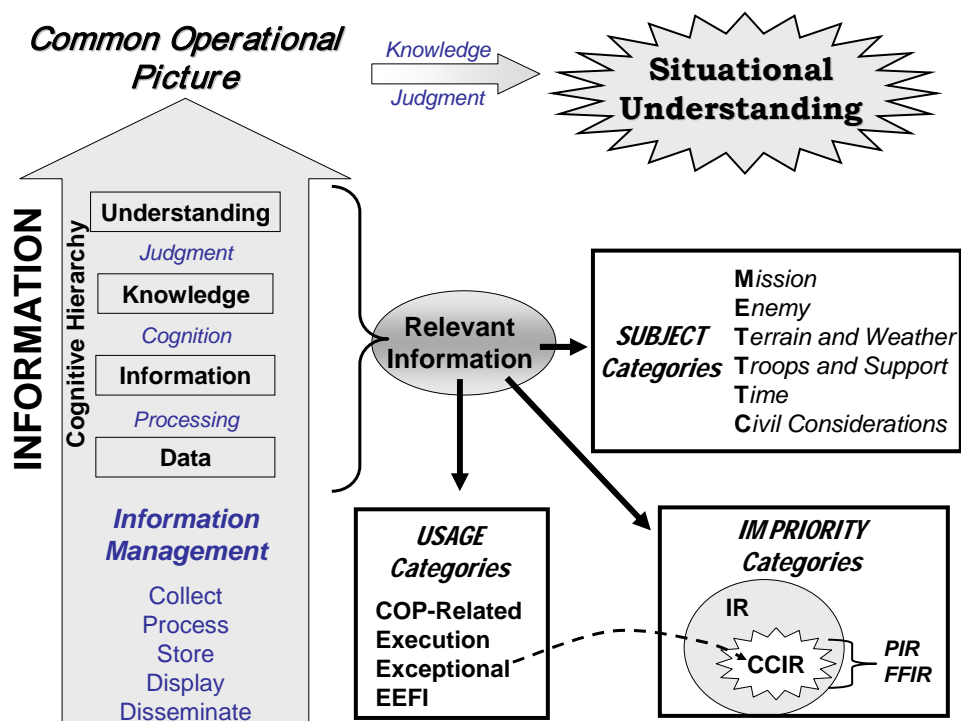 Common Operational
Picture
Knowledge
Judgment
Situational
Understanding
INFORMATION
Cognitive Hierarchy
Understanding
Judgment
Knowledge
Cognition
Information
Processing
Data
Information
Management
Collect
Process
Store
Display
Disseminate
Relevant
Information
SUBJECT
Categories
Mission
Enemy
Terrain and Weather
Troops and Support
Time
Civil Considerations
USAGE
Categories
COP-Related
Execution
Exceptional
EEFI
IM PRIORITY
Categories
IR
CCIR
PIR
FFIR